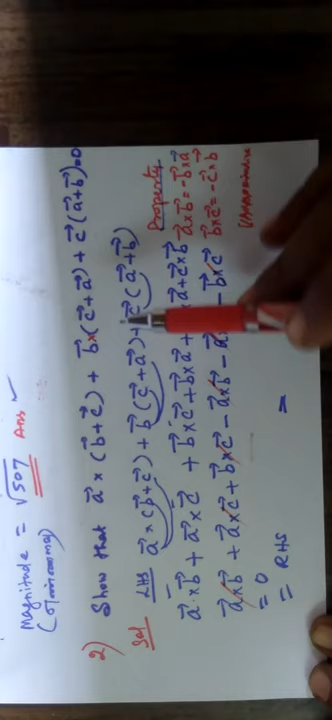 Magnitude = √507 Ans
2) Show that a⃗ × (b⃗+c⃗) + b⃗×(c⃗+a⃗) + c⃗(a⃗+b⃗)=0
Sol LHS a⃗×(b⃗+c⃗) + b⃗(c⃗+a⃗)+c⃗(a⃗+b⃗)
Property
a⃗·×b⃗ + a⃗×c⃗ + b⃗×c⃗ + b⃗×a⃗ + ×a⃗+c⃗×b⃗
a⃗×b⃗ = -b⃗×a⃗
b⃗×c⃗ = -c⃗×b⃗
a⃗×b⃗ + a⃗×c⃗ + b⃗×c⃗ - a⃗×b⃗ - a⃗× - b⃗×c⃗
= 0
= RHS
=